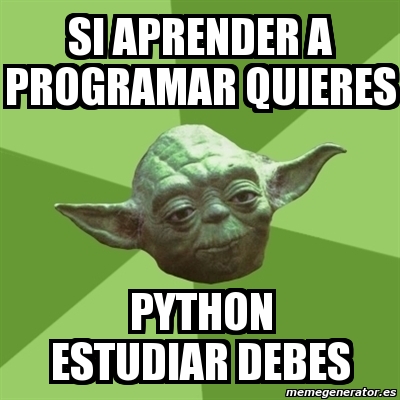 SI APRENDER A
PROGRAMAR QUIERES
PYTHON
ESTUDIAR DEBES
memegenerator.es